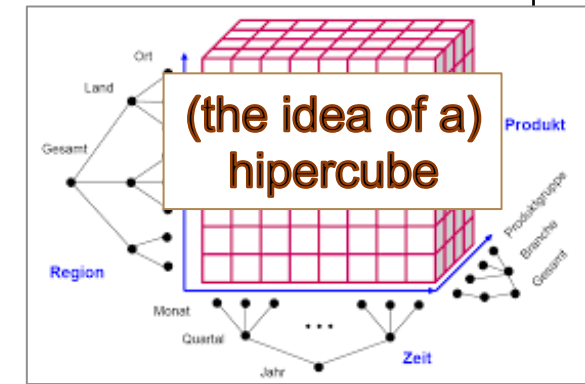 Ort
Land
Gesamt
(the idea of a)
hipercube
Produkt
Produktgruppe
Branche
Gesamt
Region
Monat
Quartal
...
Zeit
Jahr